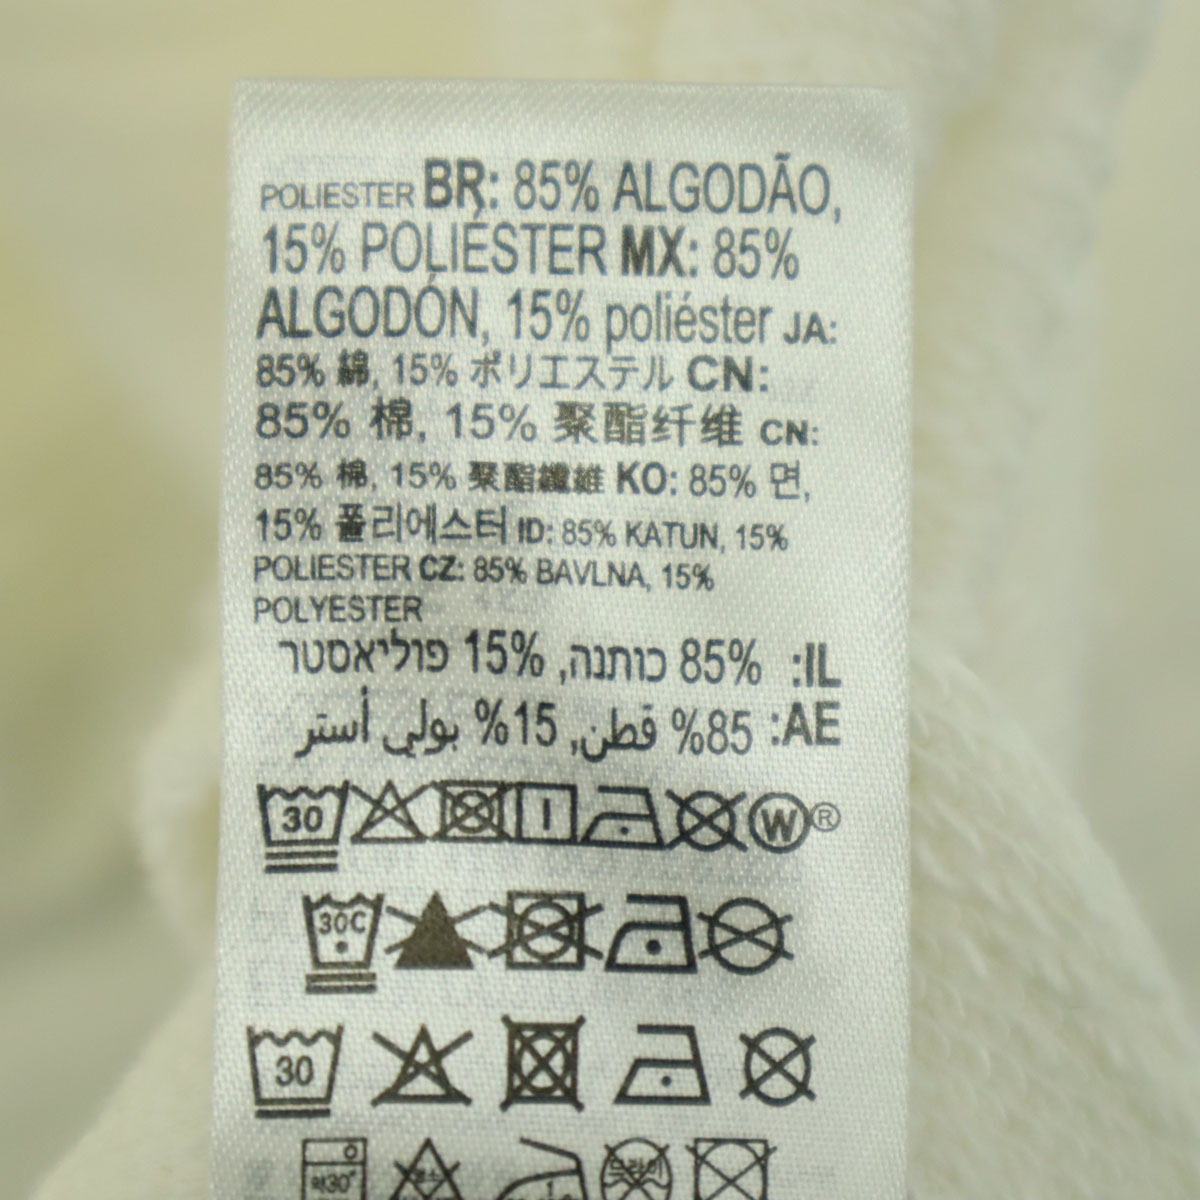 POLIESTER BR: 85% ALGODÃO,
15% POLIÉSTER MX: 85%
ALGODÓN, 15% poliéster JA:
85% 綿, 15% ポリエステル CN:
85% 棉, 15% 聚酯纤维 CN:
85% 棉, 15% 聚酯纖維 KO: 85% 면,
15% 폴리에스터 ID: 85% KATUN, 15%
POLIESTER CZ: 85% BAVLNA, 15%
POLYESTER
IL: 85% כותנה, 15% פוליאסטר
AE: 85% قطن, 15% بولي أستر
30 W®
30C
30
약30°